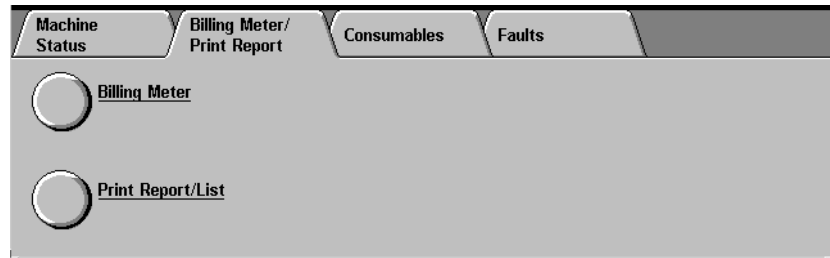 Machine
Status
Billing Meter/
Print Report
Consumables
Faults
Billing Meter
Print Report/List